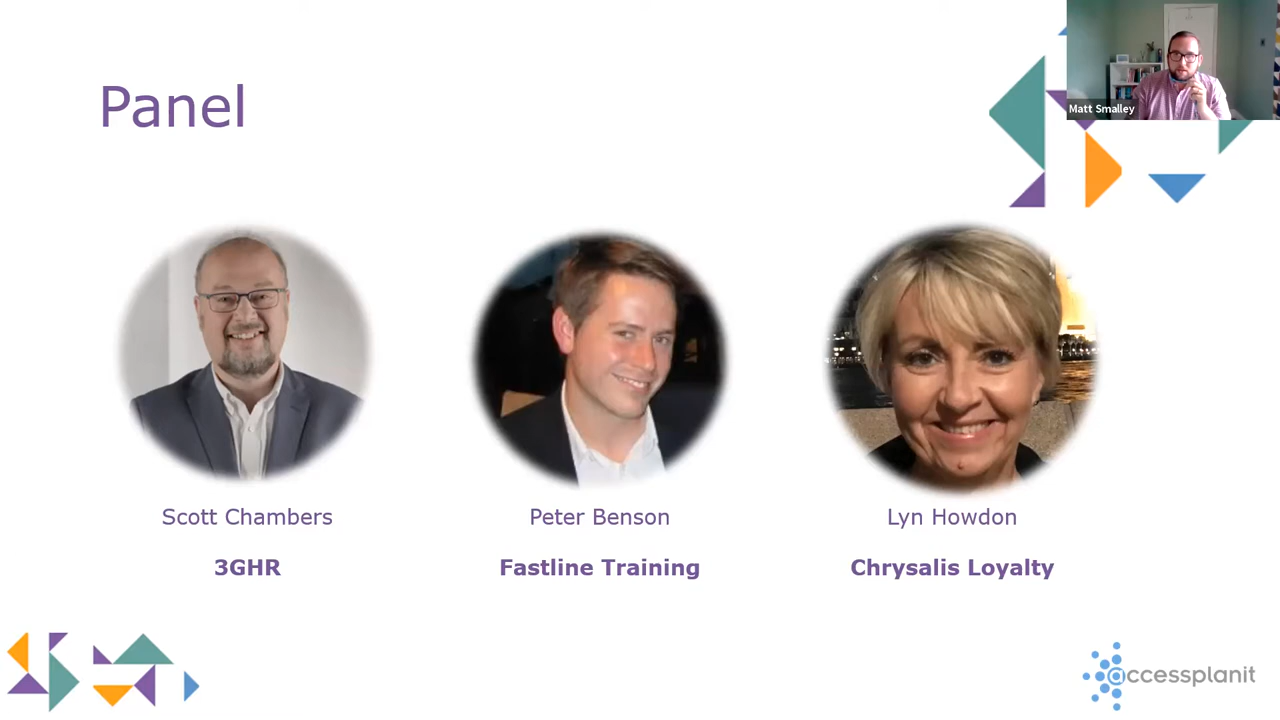 Panel
Matt Smalley
Scott Chambers
3GHR
Peter Benson
Fastline Training
Lyn Howdon
Chrysalis Loyalty
accessplanit